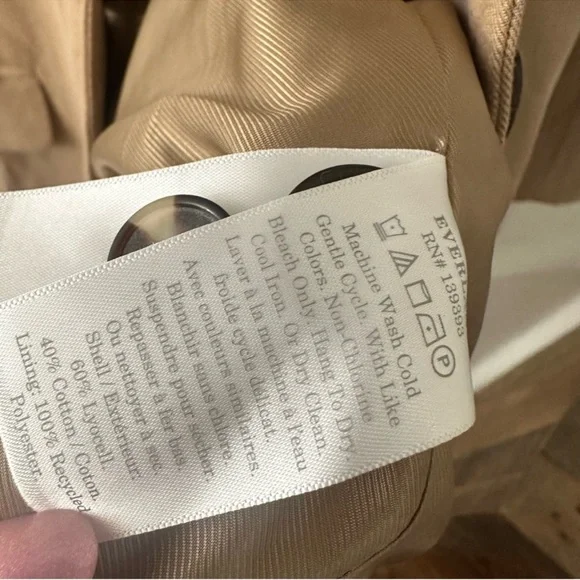 RN# 139393
P
Machine Wash Cold
Gentle Cycle. With Like
Colors. Non-Chlorine
Bleach Only. Hang To Dry.
Cool Iron. Or Dry Clean.
Laver à la machine à l'eau
froide cycle délicat.
Avec couleurs similaires.
Blanchir sans chlore.
Suspendre pour sécher.
Repasser à fer bas.
Ou nettoyer à sec.
Shell / Extérieur:
60% Lyocell.
40% Cotton / Coton.
Lining: 100% Recycled
Polyester.